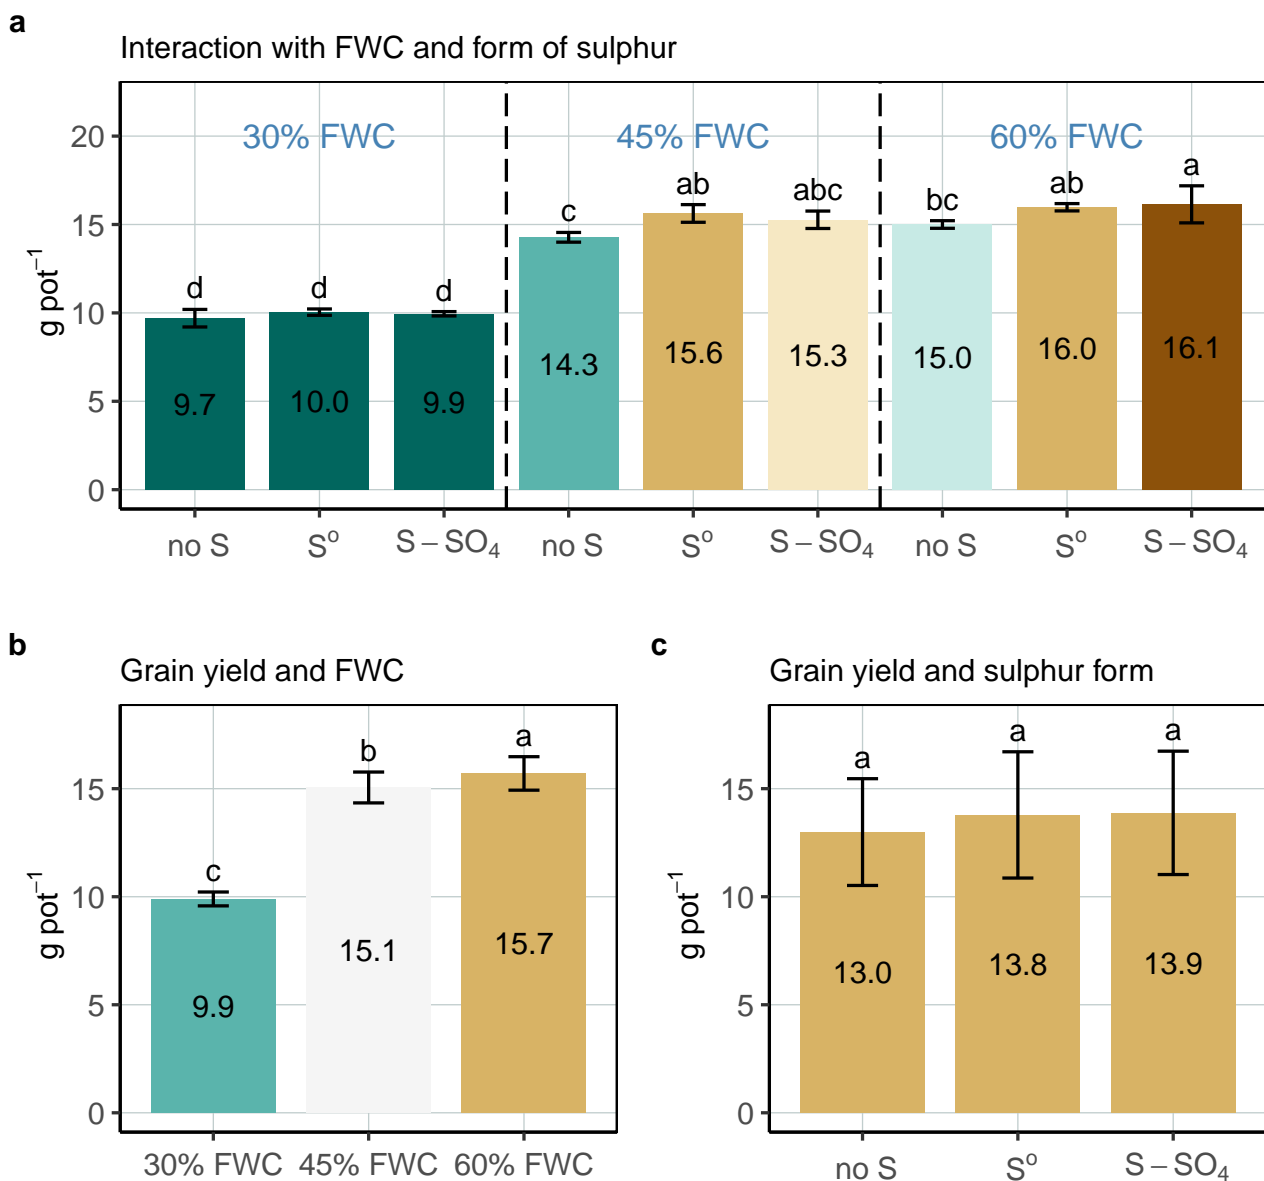 a
Interaction with FWC and form of sulphur
g pot⁻¹
20
15
10
5
0
30% FWC 45% FWC 60% FWC
d d d c ab abc bc ab a
9.7 10.0 9.9 14.3 15.6 15.3 15.0 16.0 16.1
no S Sᵒ S – SO₄ no S Sᵒ S – SO₄ no S Sᵒ S – SO₄
b
Grain yield and FWC
g pot⁻¹
15
10
5
0
c b a
9.9 15.1 15.7
30% FWC 45% FWC 60% FWC
c
Grain yield and sulphur form
g pot⁻¹
15
10
5
0
a a a
13.0 13.8 13.9
no S Sᵒ S – SO₄